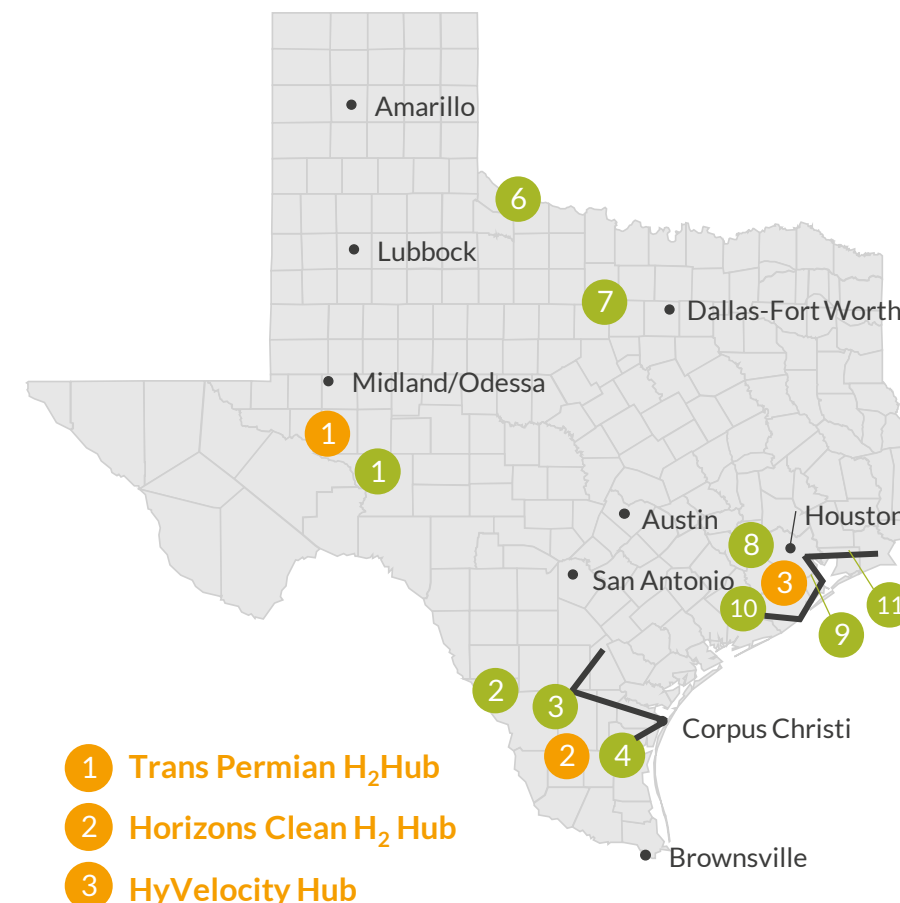 Amarillo
6
Lubbock
7
Dallas-Fort Worth
Midland/Odessa
1
1
Austin
Houston
8
San Antonio
3
10
11
9
2
3
Corpus Christi
2
4
1 Trans Permian H₂Hub
2 Horizons Clean H₂ Hub
3 HyVelocity Hub
Brownsville